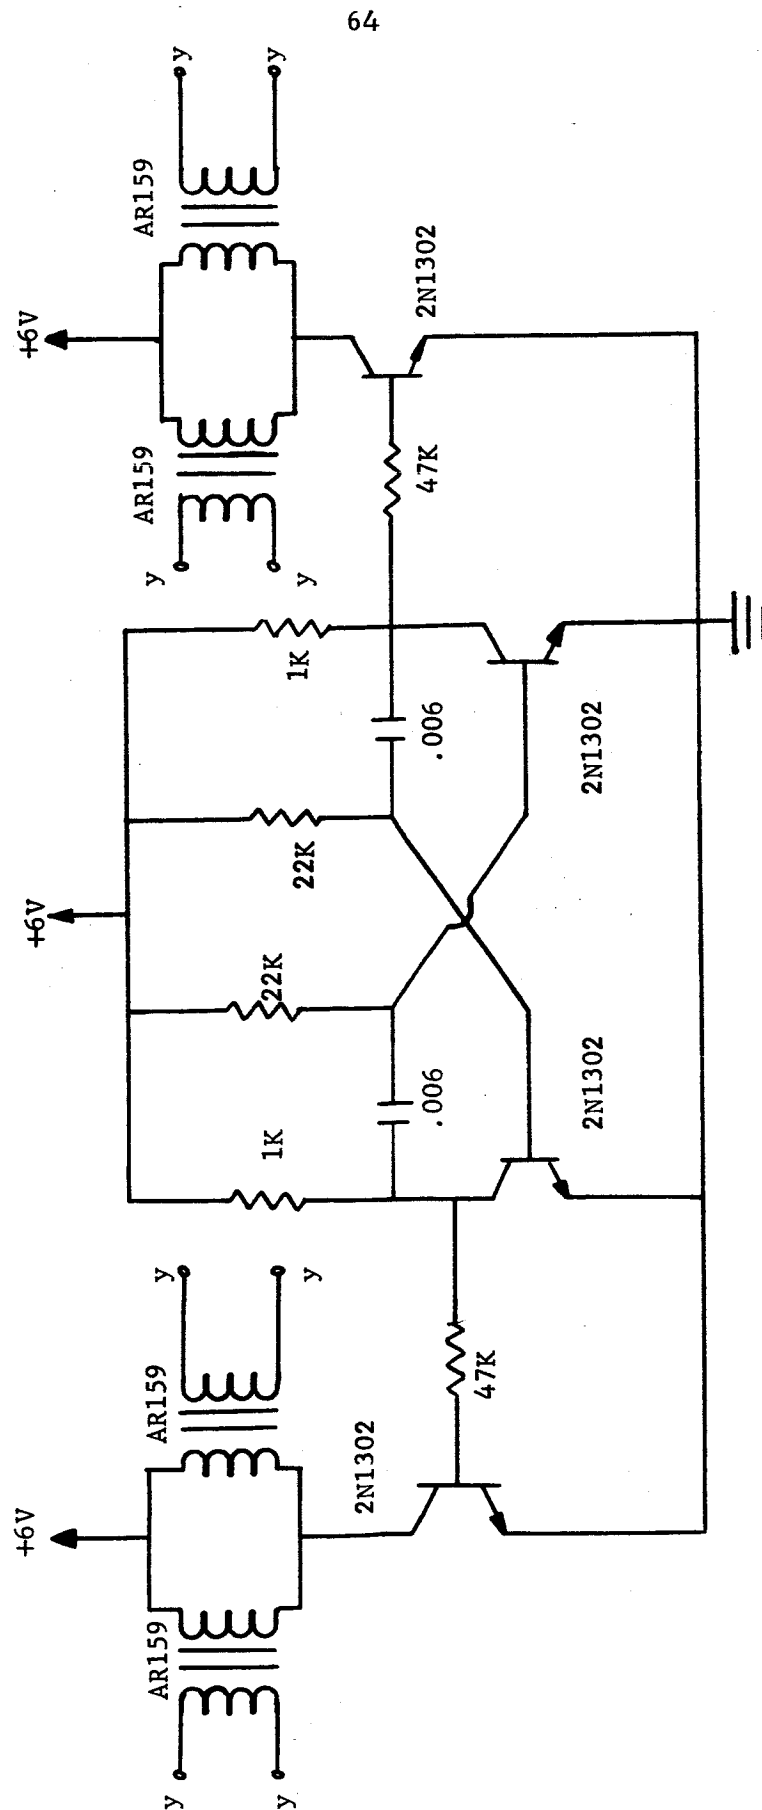 64
+6V
+6V
+6V
y
y
AR159
AR159
y
y
1K
22K
22K
1K
y
y
AR159
AR159
y
y
.006
.006
2N1302
47K
47K
2N1302
2N1302
2N1302